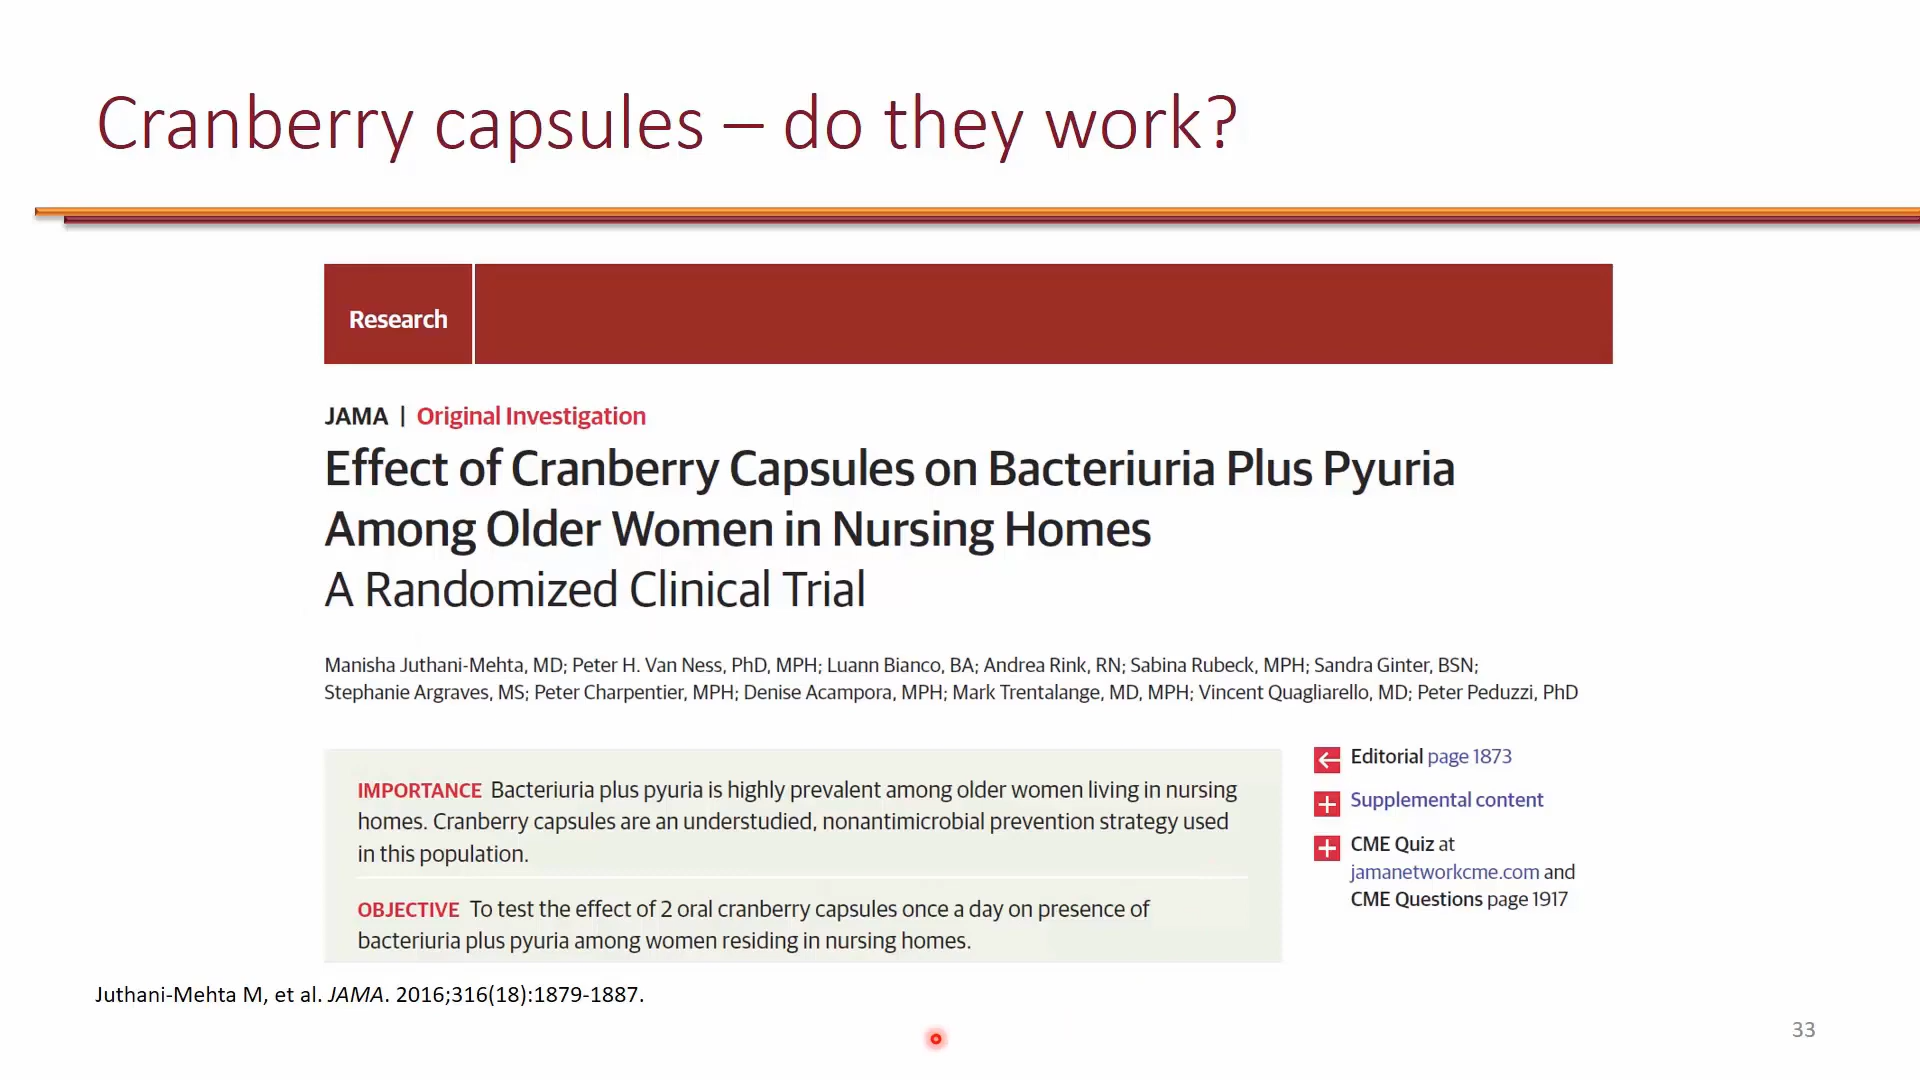 Cranberry capsules – do they work?
Research
JAMA | Original Investigation
Effect of Cranberry Capsules on Bacteriuria Plus Pyuria
Among Older Women in Nursing Homes
A Randomized Clinical Trial
Manisha Juthani-Mehta, MD; Peter H. Van Ness, PhD, MPH; Luann Bianco, BA; Andrea Rink, RN; Sabina Rubeck, MPH; Sandra Ginter, BSN;
Stephanie Argraves, MS; Peter Charpentier, MPH; Denise Acampora, MPH; Mark Trentalange, MD, MPH; Vincent Quagliarello, MD; Peter Peduzzi, PhD
IMPORTANCE Bacteriuria plus pyuria is highly prevalent among older women living in nursing
homes. Cranberry capsules are an understudied, nonantimicrobial prevention strategy used
in this population.
OBJECTIVE To test the effect of 2 oral cranberry capsules once a day on presence of
bacteriuria plus pyuria among women residing in nursing homes.
Editorial page 1873
Supplemental content
CME Quiz at
jamanetworkcme.com and
CME Questions page 1917
Juthani-Mehta M, et al. JAMA. 2016;316(18):1879-1887.
33